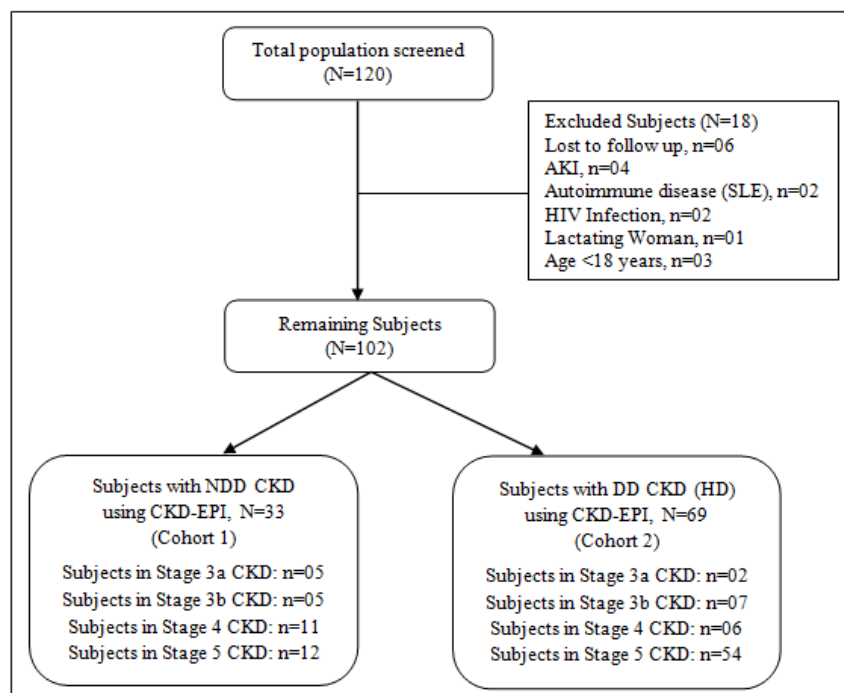 Total population screened
(N=120)
Excluded Subjects (N=18)
Lost to follow up, n=06
AKI, n=04
Autoimmune disease (SLE), n=02
HIV Infection, n=02
Lactating Woman, n=01
Age <18 years, n=03
Remaining Subjects
(N=102)
Subjects with NDD CKD
using CKD-EPI, N=33
(Cohort 1)
Subjects in Stage 3a CKD: n=05
Subjects in Stage 3b CKD: n=05
Subjects in Stage 4 CKD: n=11
Subjects in Stage 5 CKD: n=12
Subjects with DD CKD (HD)
using CKD-EPI, N=69
(Cohort 2)
Subjects in Stage 3a CKD: n=02
Subjects in Stage 3b CKD: n=07
Subjects in Stage 4 CKD: n=06
Subjects in Stage 5 CKD: n=54